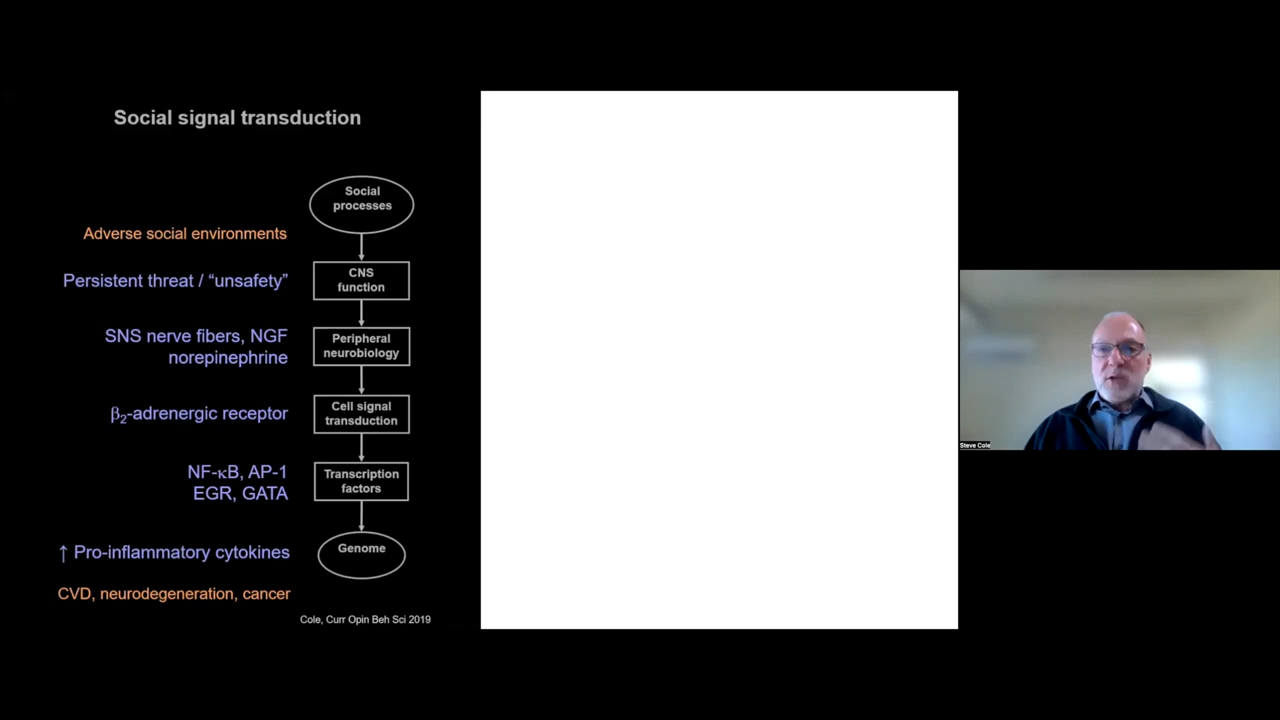 Social signal transduction
Social
processes
Adverse social environments
CNS
function
Persistent threat / “unsafety”
Peripheral
neurobiology
SNS nerve fibers, NGF
norepinephrine
Cell signal
transduction
β2-adrenergic receptor
Transcription
factors
NF-κB, AP-1
EGR, GATA
Genome
↑ Pro-inflammatory cytokines
CVD, neurodegeneration, cancer
Cole, Curr Opin Beh Sci 2019
Steve Cole